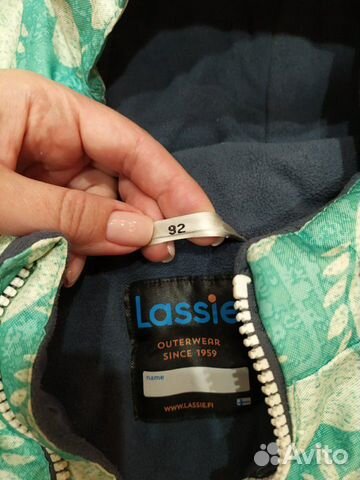 92
Lassie
OUTERWEAR
SINCE 1959
name
WWW.LASSIE.FI
Avito